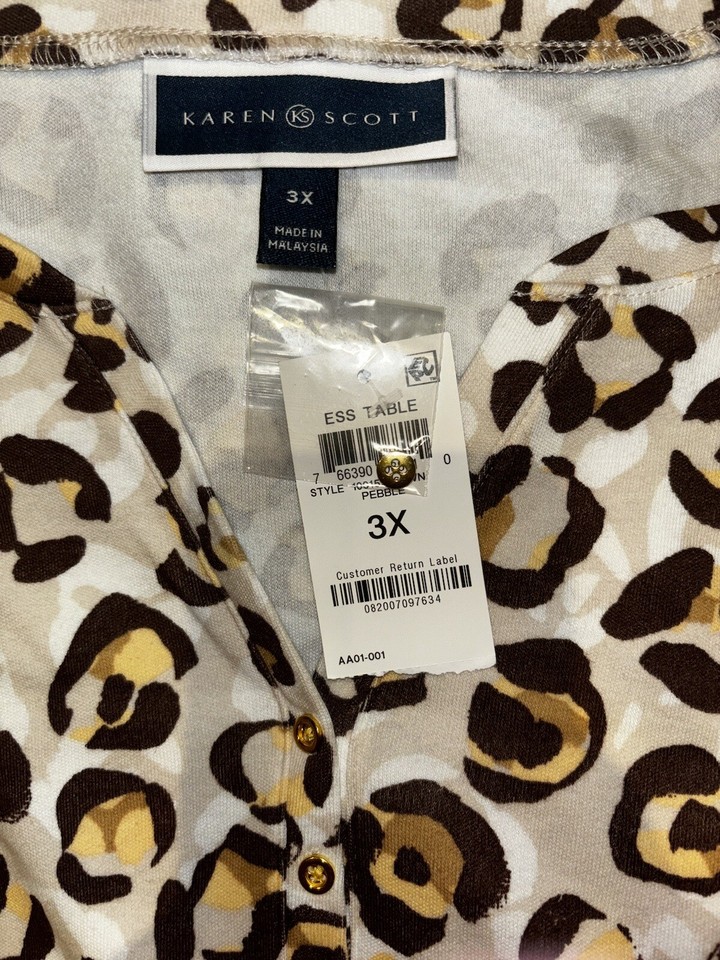 KAREN KS SCOTT
3X
MADE IN
MALAYSIA
ESS TABLE
7 66390 0
STYLE
PEBBLE
3X
Customer Return Label
082007097634
AA01-001